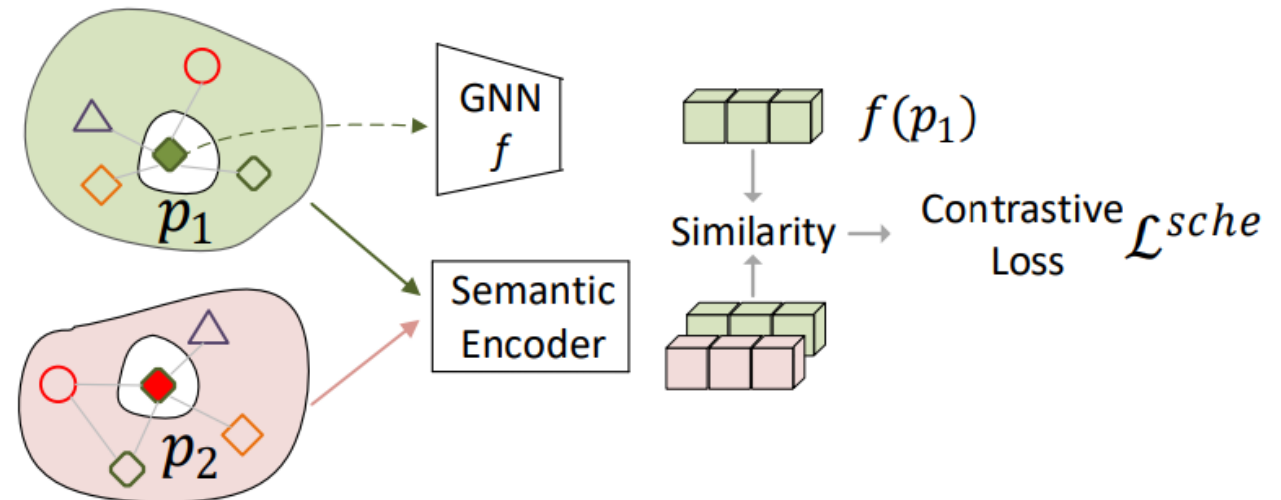 GNN
f
p₁
f(p₁)
Similarity
Contrastive
Loss
ℒˢᶜʰᵉ
Semantic
Encoder
p₂